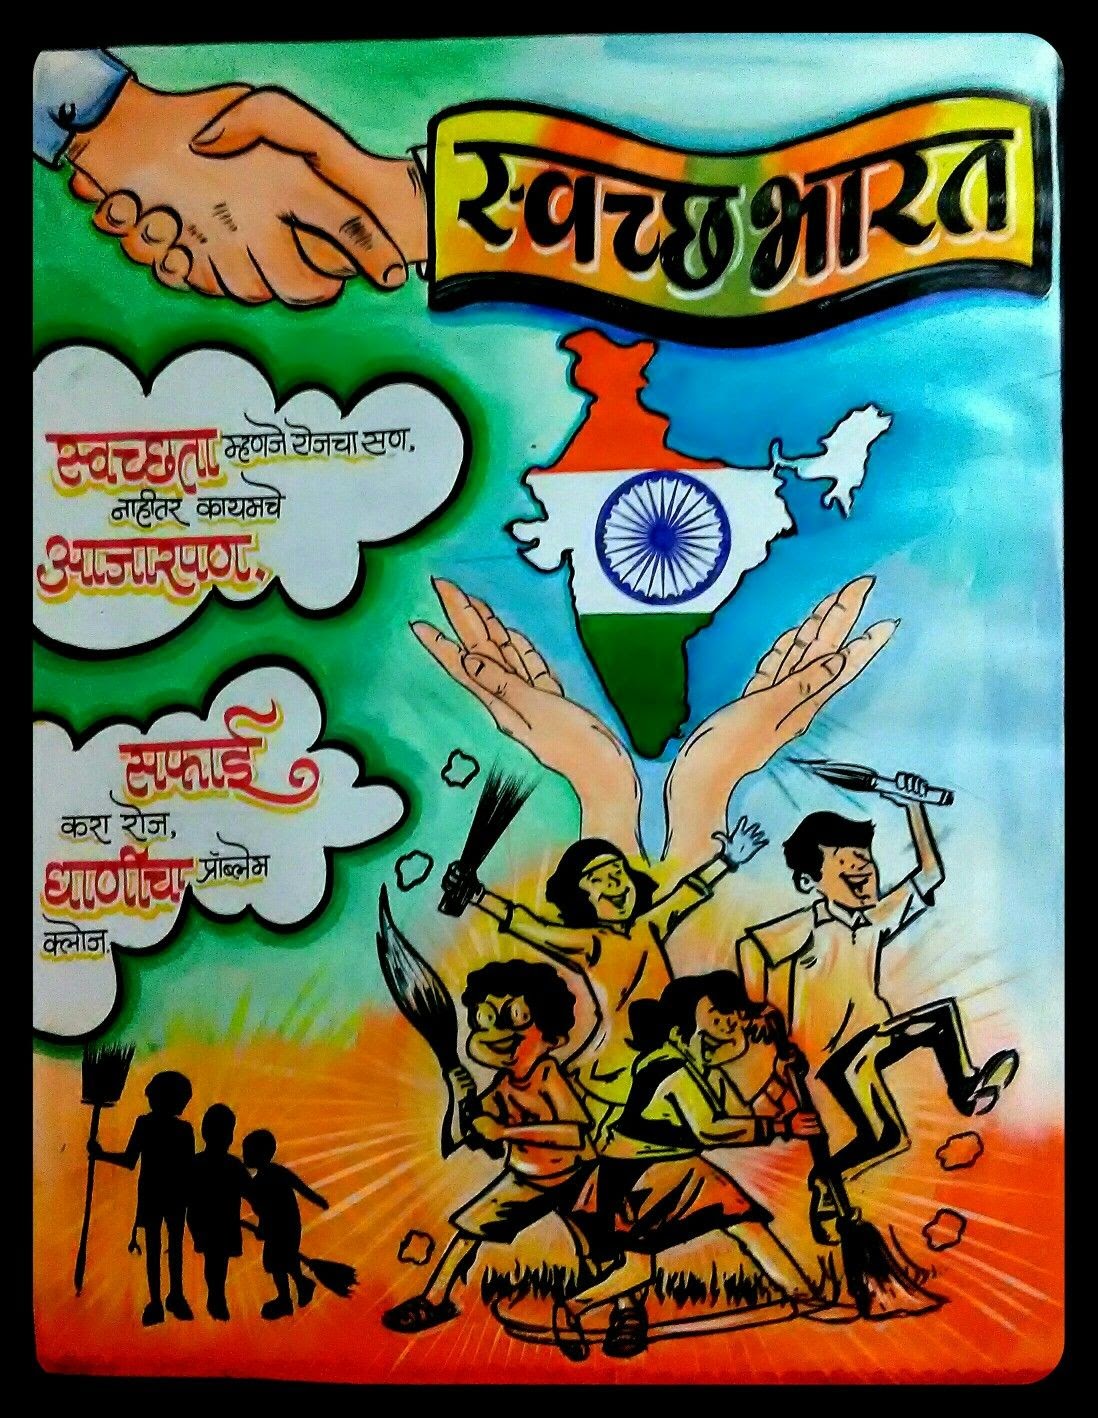 स्वच्छ भारत
स्वच्छता म्हणजे रोजचा सण,
नाहीतर कायमचे
आजारपण.
सफाई
करा रोज,
घाणीचा प्रॉब्लेम
क्लोज.